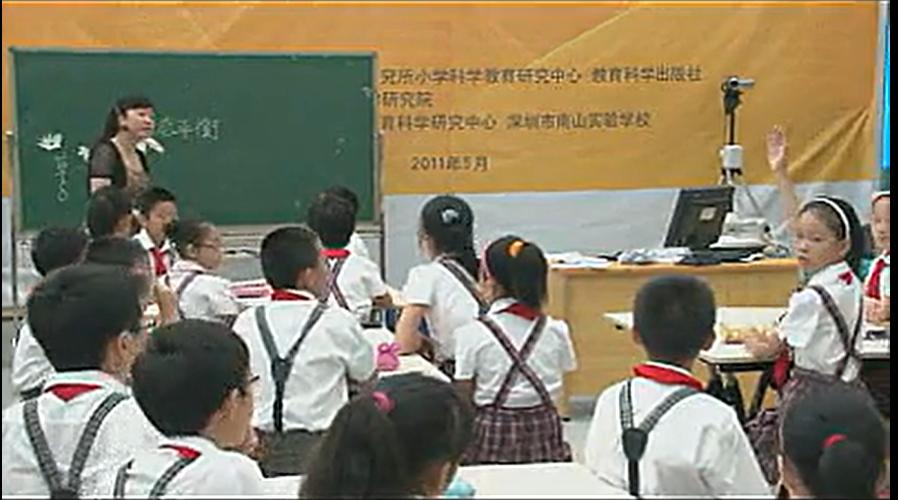 究所小学科学教育研究中心 教育科学出版社
研究院
育科学研究中心 深圳市南山实验学校
2011年5月
平衡